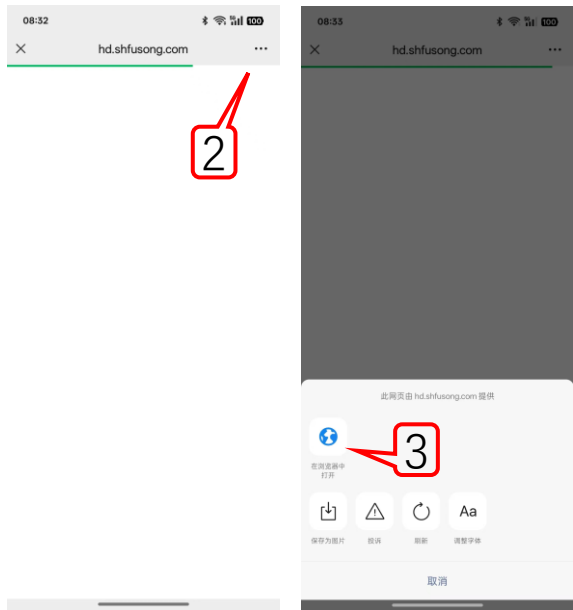 08:32
100
hd.shfusong.com
2
08:33
100
hd.shfusong.com
此网页由 hd.shfusong.com 提供
3
在浏览器中
打开
Aa
保存为图片
投诉
刷新
调整字体
取消